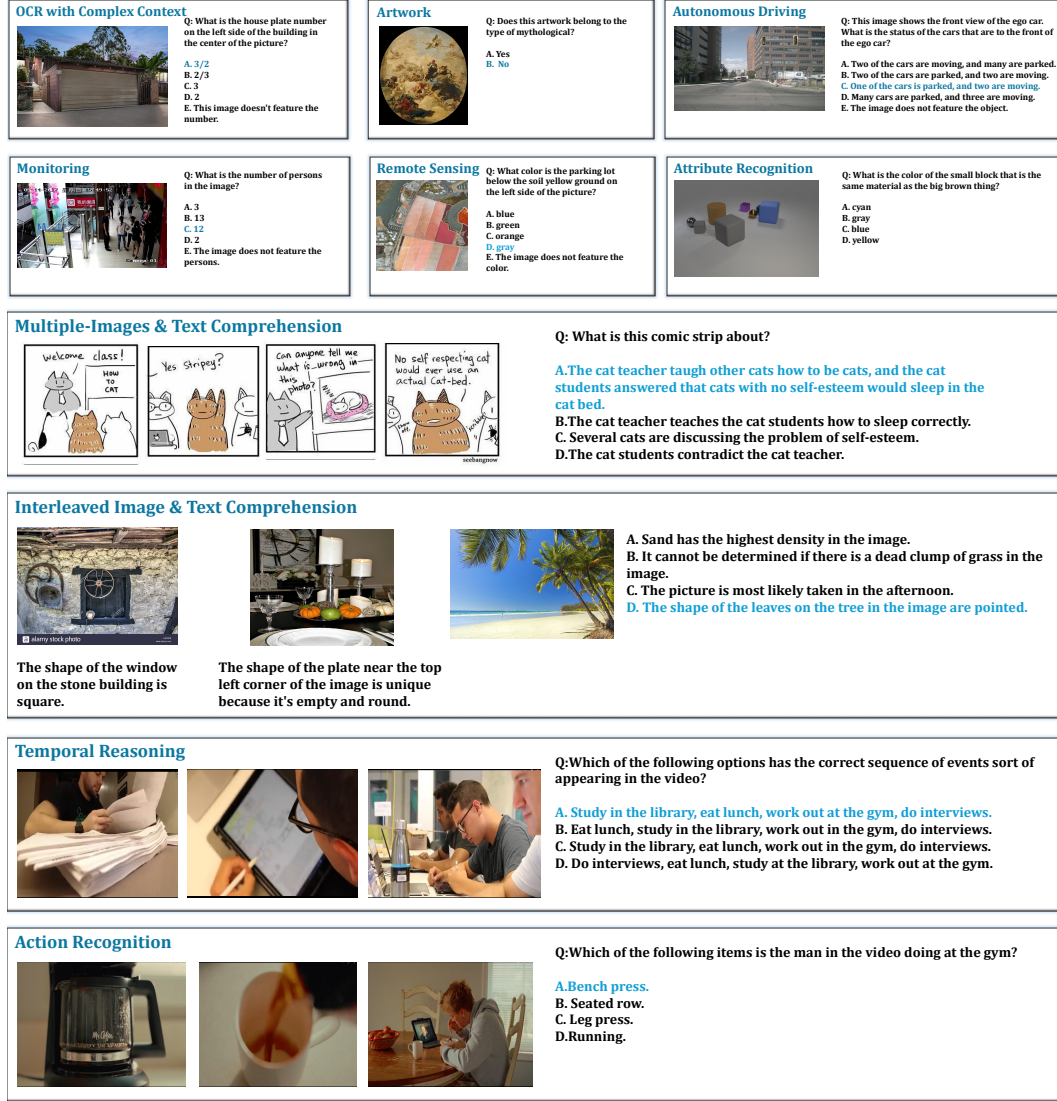 OCR with Complex Context
Q: What is the house plate number
on the left side of the building in
the center of the picture?
A. 3/2
B. 2/3
C. 3
D. 2
E. This image doesn't feature the
number.
Artwork
Q: Does this artwork belong to the
type of mythological?
A. Yes
B. No
Autonomous Driving
Q: This image shows the front view of the ego car.
What is the status of the cars that are to the front of
the ego car?
A. Two of the cars are moving, and many are parked.
B. Two of the cars are parked, and two are moving.
C. One of the cars is parked, and two are moving.
D. Many cars are parked, and three are moving.
E. The image does not feature the object.
Monitoring
Q: What is the number of persons
in the image?
A. 3
B. 13
C. 12
D. 2
E. The image does not feature the
persons.
Remote Sensing
Q: What color is the parking lot
below the soil yellow ground on
the left side of the picture?
A. blue
B. green
C. orange
D. gray
E. The image does not feature the
color.
Attribute Recognition
Q: What is the color of the small block that is the
same material as the big brown thing?
A. cyan
B. gray
C. blue
D. yellow
Multiple-Images & Text Comprehension
welcome class!
HOW
TO
CAT
Yes Stripey?
Can anyone tell me
what is wrong in
this
photo?
No self respecting cat
would ever use an
actual Cat-bed.
seebangnow
Q: What is this comic strip about?
A.The cat teacher taugh other cats how to be cats, and the cat
students answered that cats with no self-esteem would sleep in the
cat bed.
B.The cat teacher teaches the cat students how to sleep correctly.
C. Several cats are discussing the problem of self-esteem.
D.The cat students contradict the cat teacher.
Interleaved Image & Text Comprehension
alamy stock photo
The shape of the window
on the stone building is
square.
The shape of the plate near the top
left corner of the image is unique
because it's empty and round.
A. Sand has the highest density in the image.
B. It cannot be determined if there is a dead clump of grass in the
image.
C. The picture is most likely taken in the afternoon.
D. The shape of the leaves on the tree in the image are pointed.
Temporal Reasoning
Q:Which of the following options has the correct sequence of events sort of
appearing in the video?
A. Study in the library, eat lunch, work out at the gym, do interviews.
B. Eat lunch, study in the library, work out in the gym, do interviews.
C. Study in the library, eat lunch, work out in the gym, do interviews.
D. Do interviews, eat lunch, study at the library, work out at the gym.
Action Recognition
Mr. Coffee
Q:Which of the following items is the man in the video doing at the gym?
A.Bench press.
B. Seated row.
C. Leg press.
D.Running.